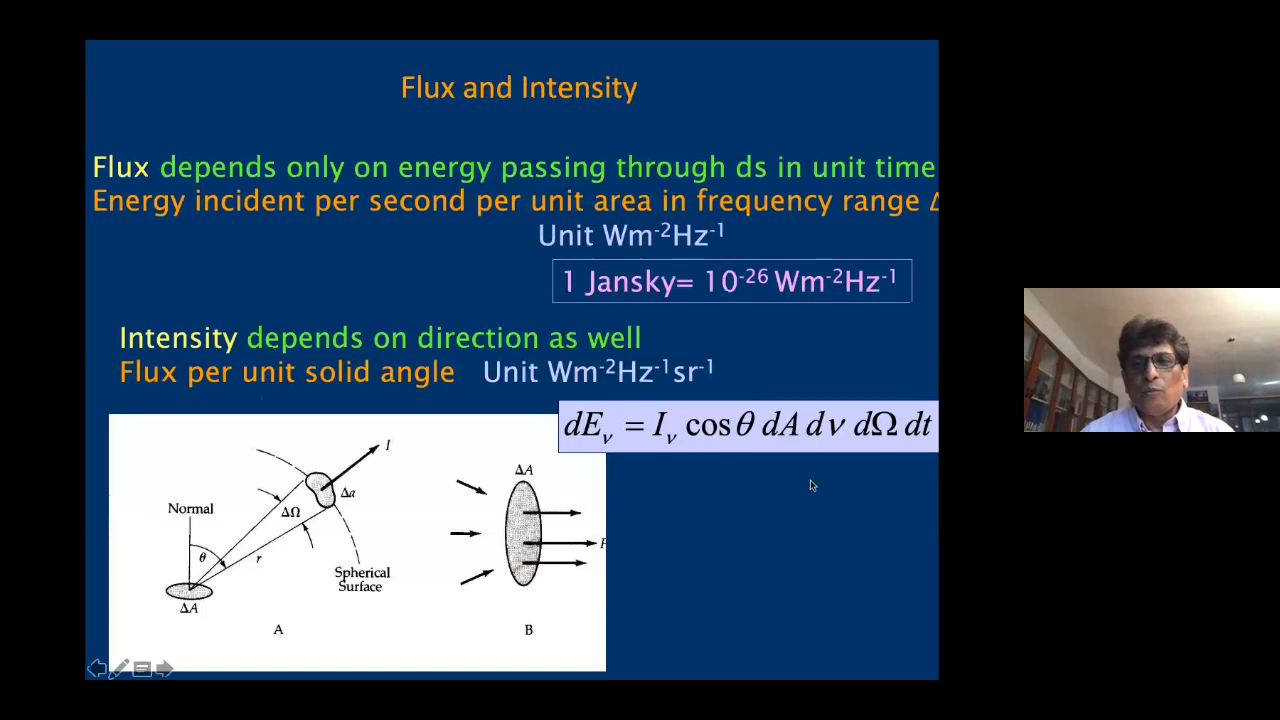 Flux and Intensity
Flux depends only on energy passing through ds in unit time
Energy incident per second per unit area in frequency range Δ
Unit Wm⁻²Hz⁻¹
1 Jansky= 10⁻²⁶ Wm⁻²Hz⁻¹
Intensity depends on direction as well
Flux per unit solid angle Unit Wm⁻²Hz⁻¹sr⁻¹
dE_ν = I_ν cosθ dA dν dΩ dt
I
ΔA
Δa
Normal
ΔΩ
θ
r
F
Spherical
Surface
ΔA
A
B